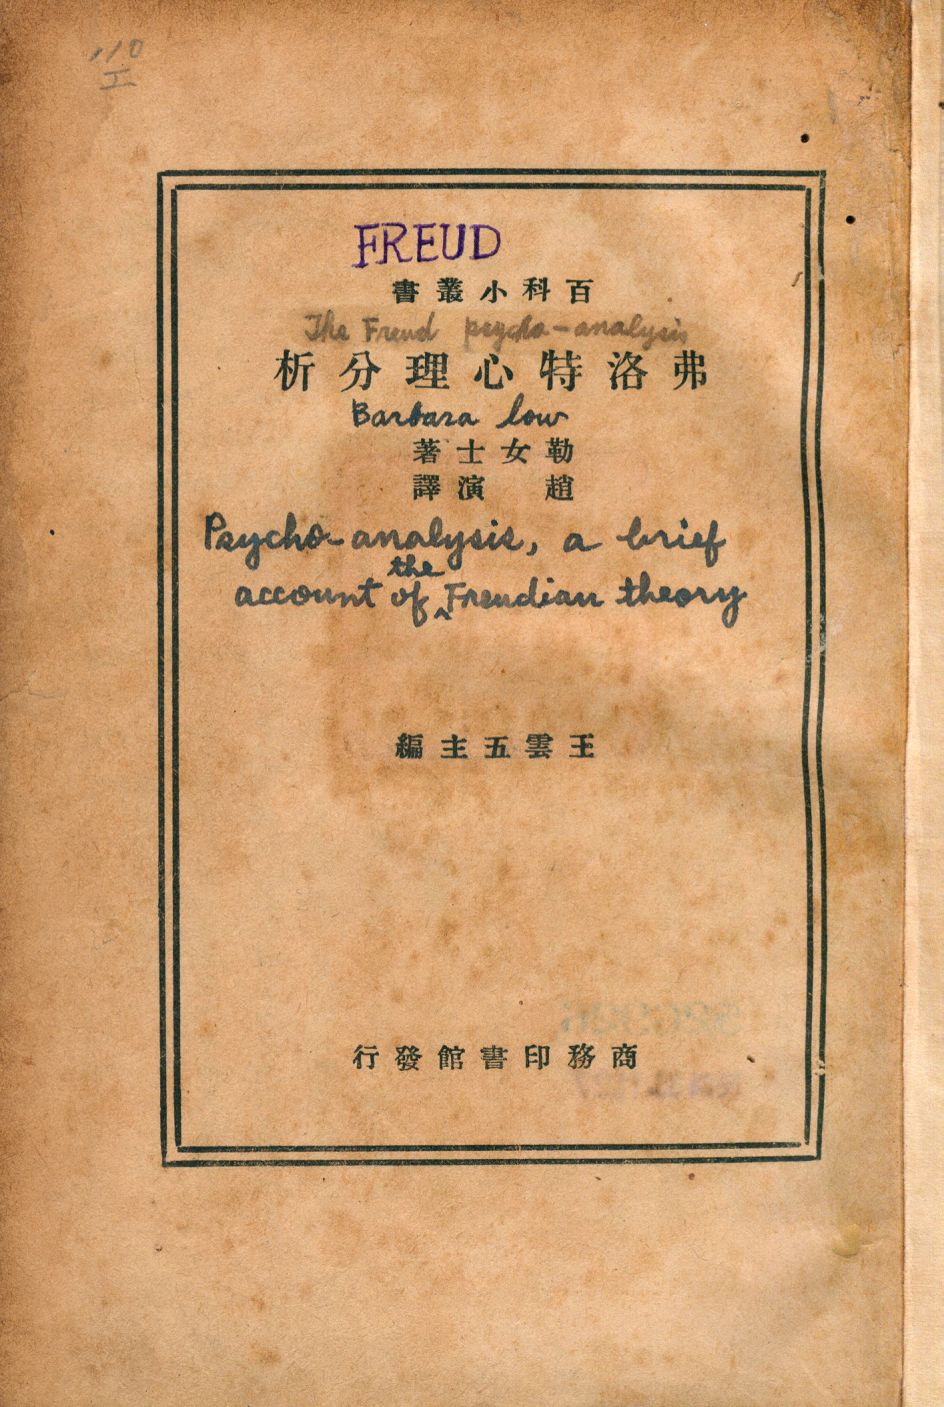 110
I
FREUD
百科小叢書
The Freud psycho-analysis
弗洛特心理分析
Barbara low
勒女士著
趙演譯
Psycho-analysis, a brief
account of the Freudian theory
王雲五主編
商務印書館發行